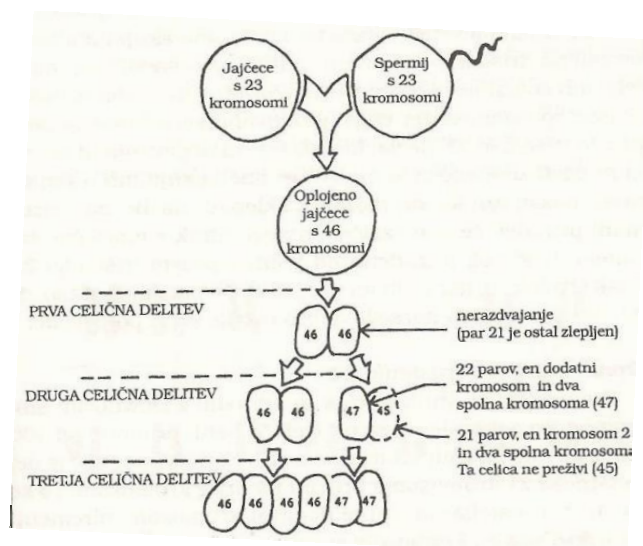 Jajčece
s 23
kromosomi
Spermij
s 23
kromosomi
Oplojeno
jajčece
s 46
kromosomi
PRVA CELIČNA DELITEV
46 46
nerazdvajanje
(par 21 je ostal zlepljen)
DRUGA CELIČNA DELITEV
46 46 47 45
22 parov, en dodatni
kromosom in dva
spolna kromosoma (47)
21 parov, en kromosom 2
in dva spolna kromosoma
Ta celica ne preživi (45)
TRETJA CELIČNA DELITEV
46 46 46 46 47 47